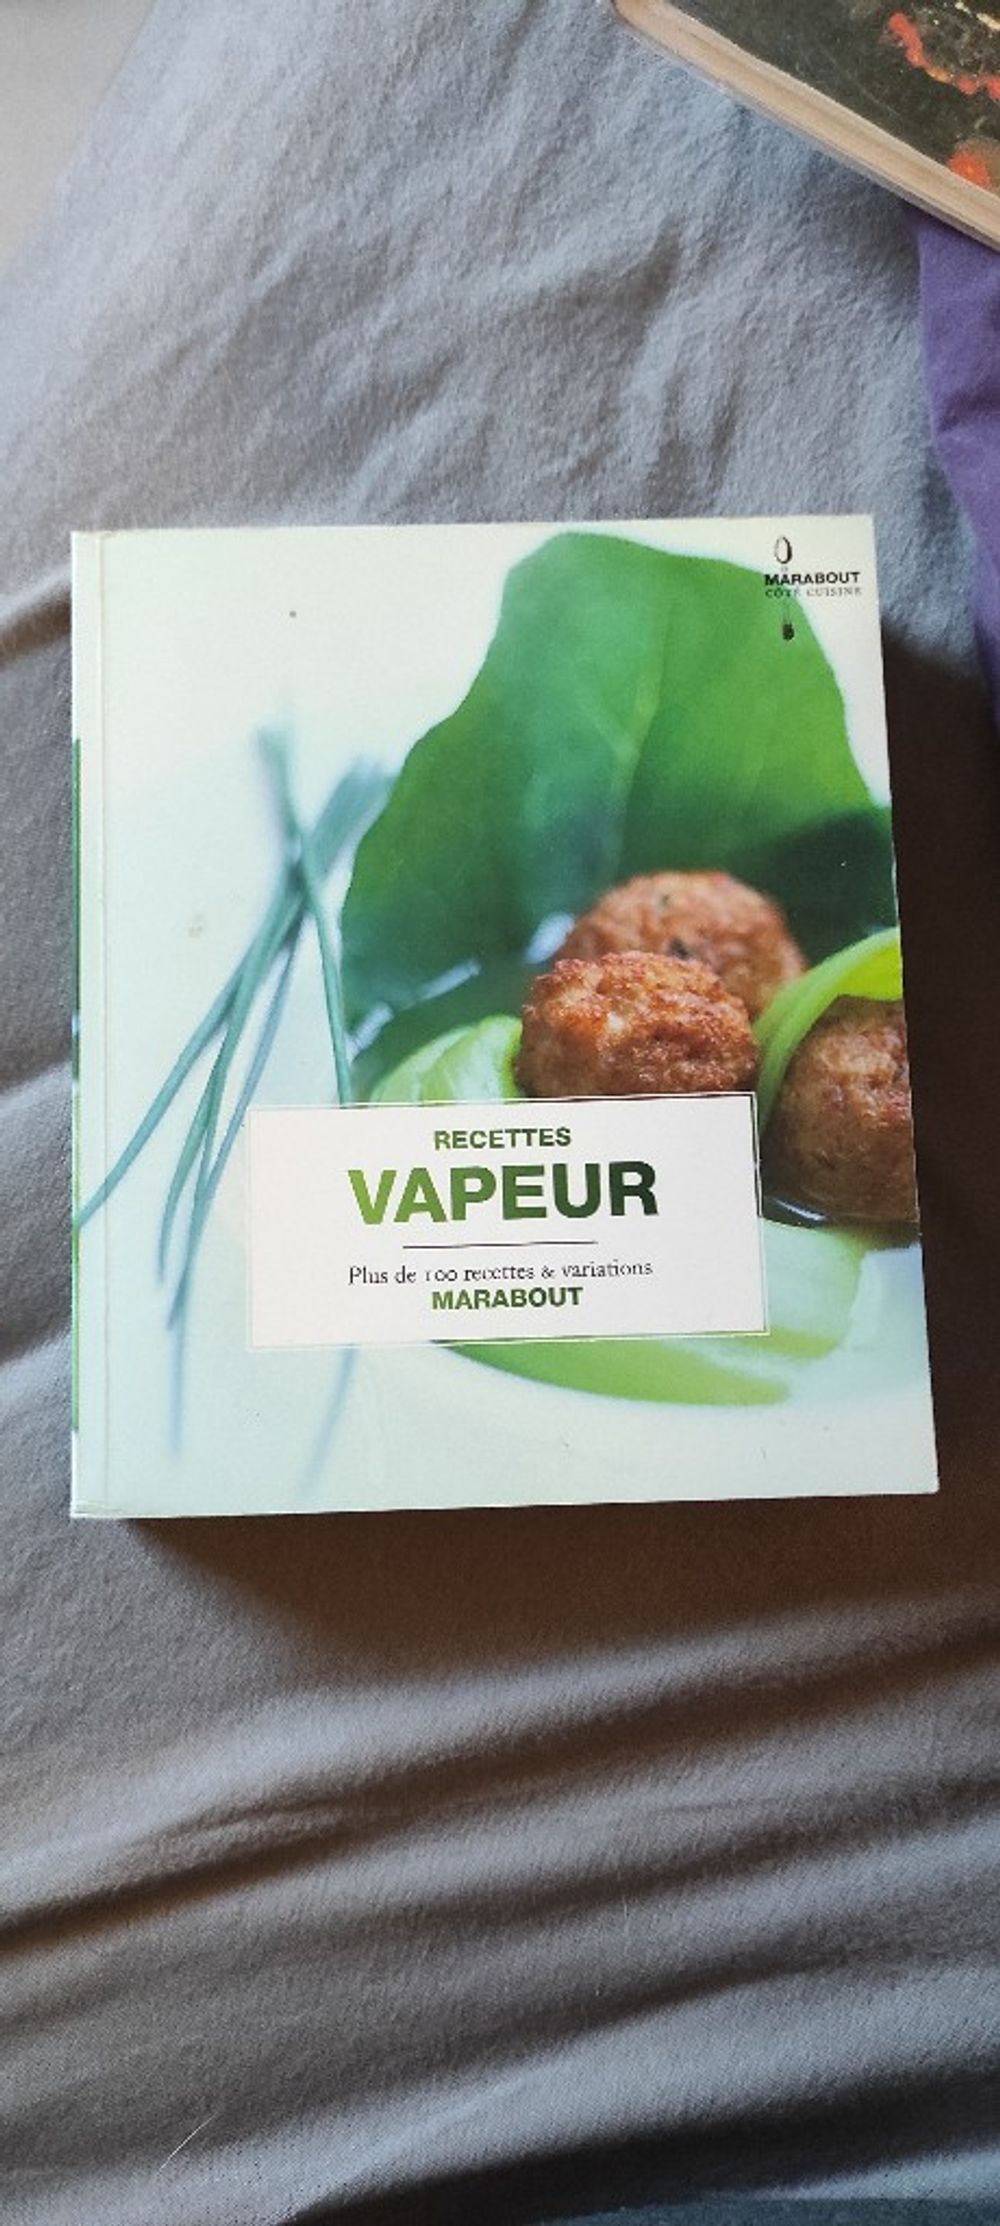 MARABOUT
CÔTÉ CUISINE
RECETTES
VAPEUR
Plus de 100 recettes & variations
MARABOUT